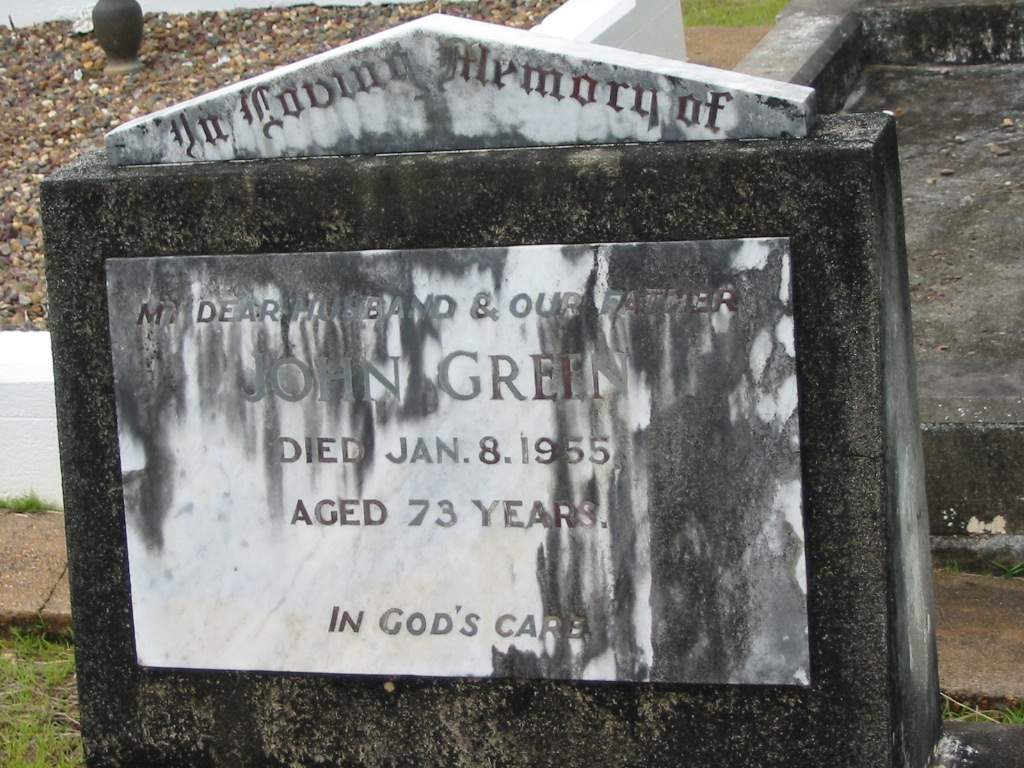 In Loving Memory of
MY DEAR HUSBAND & OUR FATHER
JOHN GREEN
DIED JAN. 8. 1955
AGED 73 YEARS.
IN GOD'S CARE